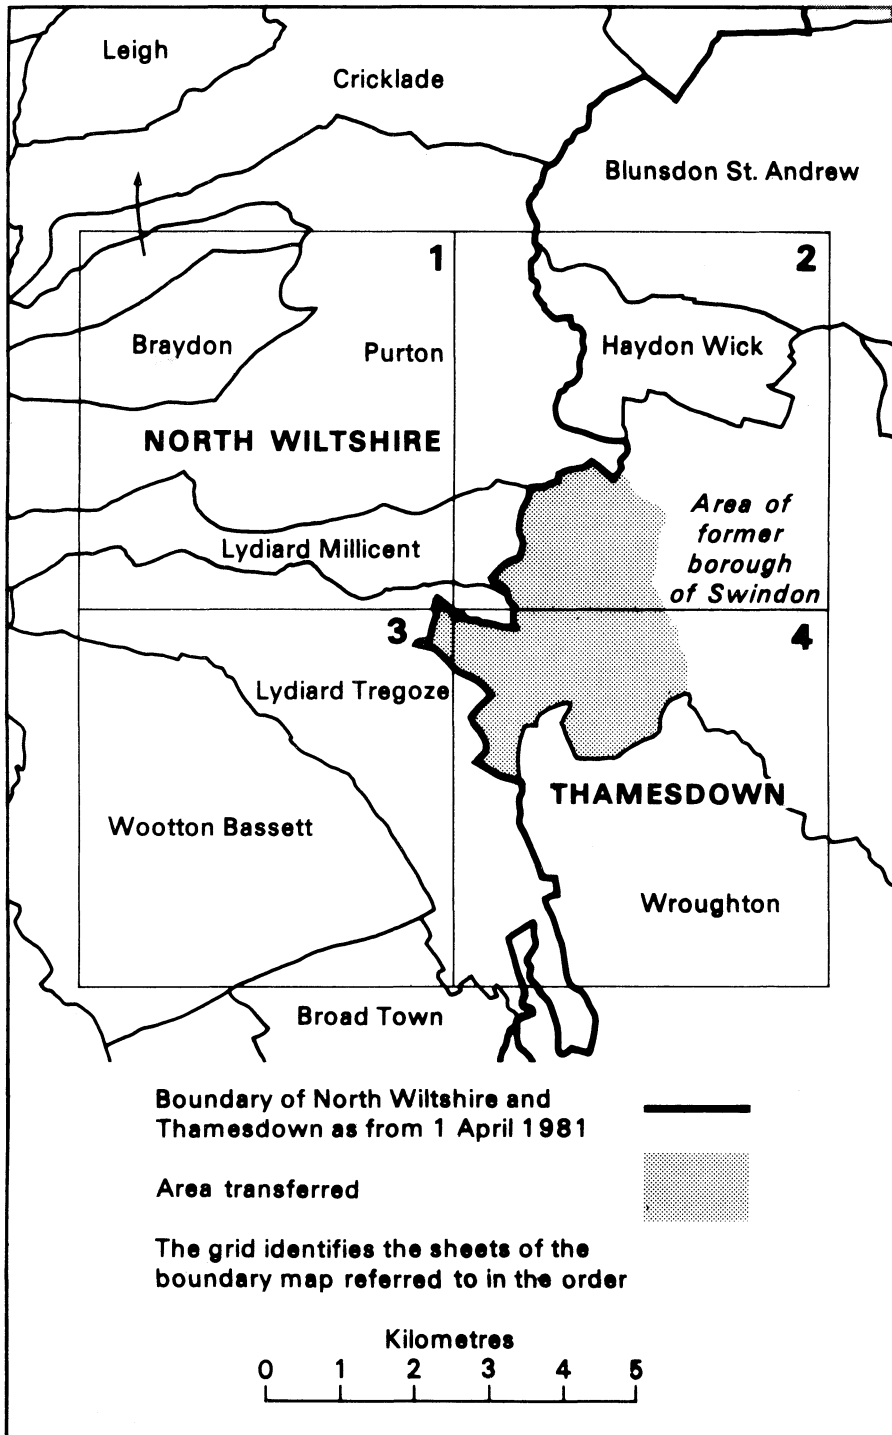 Leigh
Cricklade
Blunsdon St. Andrew
1
2
Braydon
Purton
Haydon Wick
NORTH WILTSHIRE
Area of
former
borough
of Swindon
Lydiard Millicent
3
4
Lydiard Tregoze
THAMESDOWN
Wootton Bassett
Wroughton
Broad Town
Boundary of North Wiltshire and
Thamesdown as from 1 April 1981
Area transferred
The grid identifies the sheets of the
boundary map referred to in the order
Kilometres
0 1 2 3 4 5